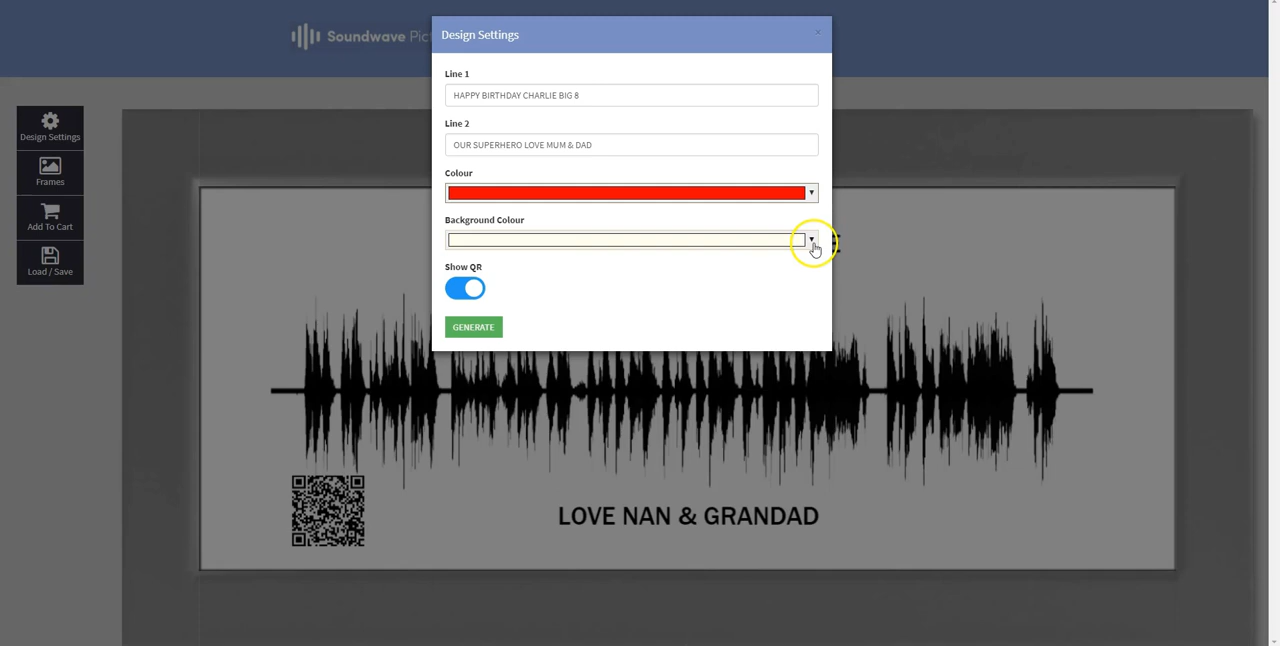 Soundwave Pic
Design Settings
×
Line 1
HAPPY BIRTHDAY CHARLIE BIG 8
Line 2
OUR SUPERHERO LOVE MUM & DAD
Colour
Background Colour
Show QR
GENERATE
Design Settings
Frames
Add To Cart
Load / Save
LOVE NAN & GRANDAD